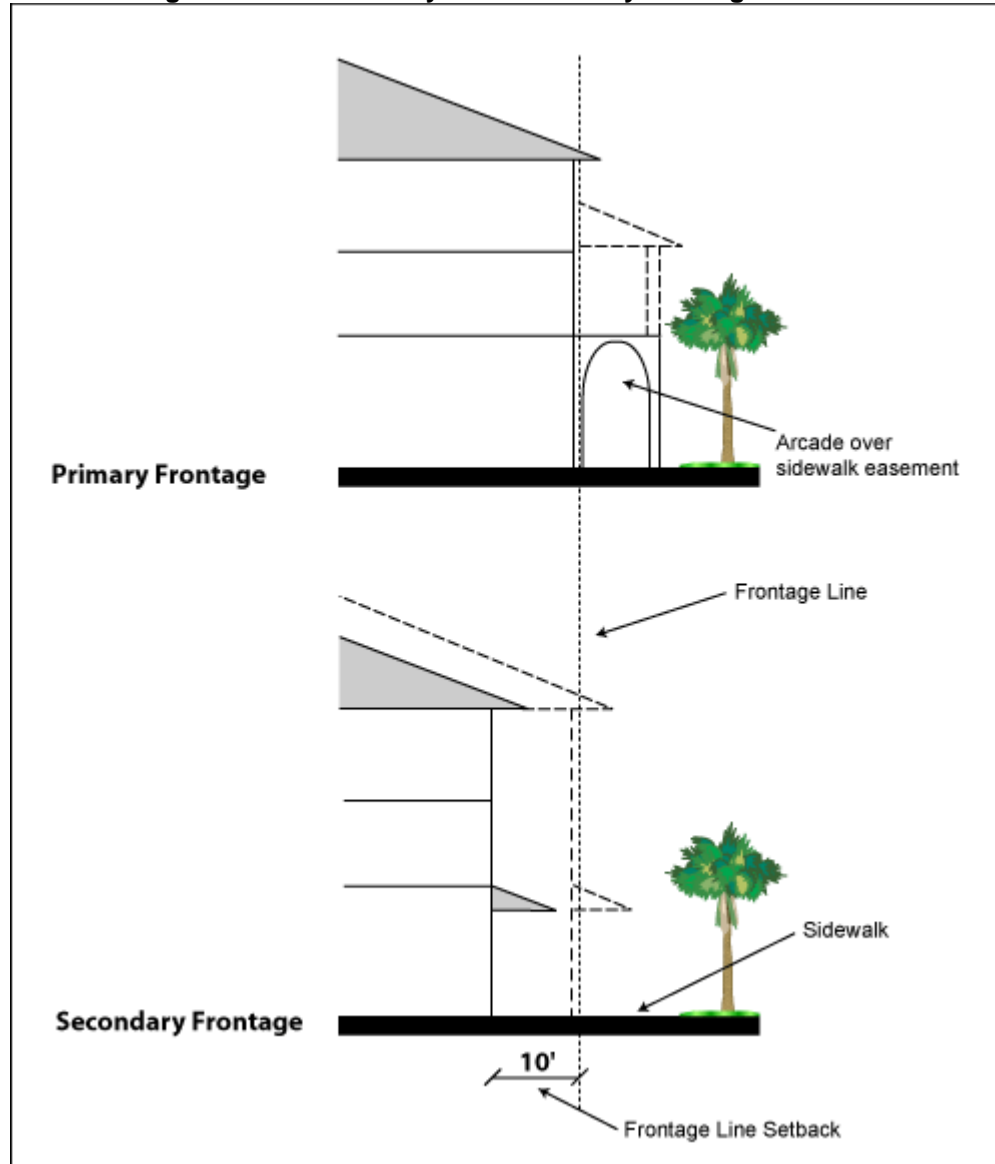 Arcade over
sidewalk easement
Primary Frontage
Frontage Line
Sidewalk
Secondary Frontage
10'
Frontage Line Setback